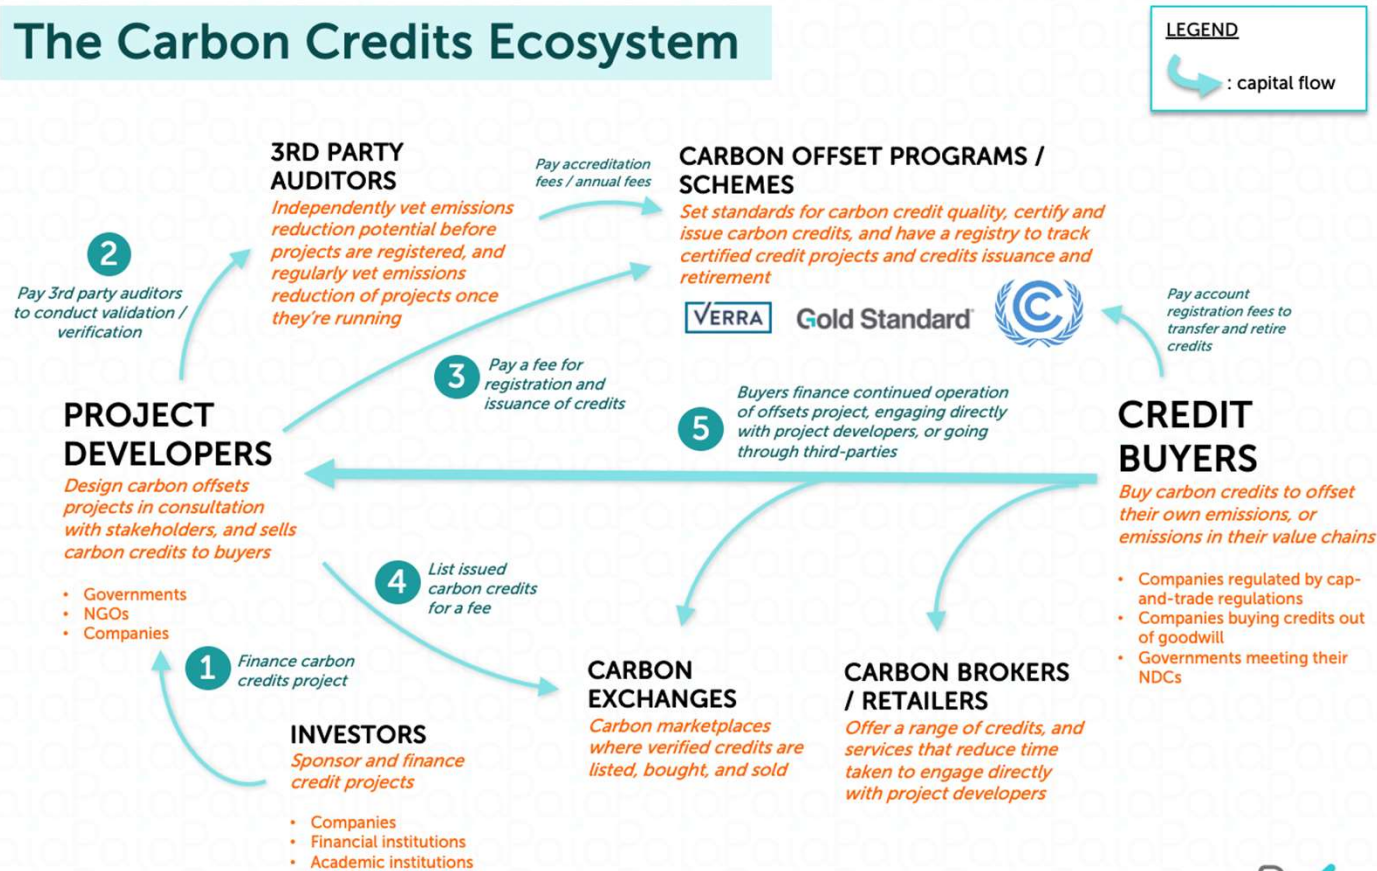 The Carbon Credits Ecosystem
LEGEND
: capital flow
3RD PARTY
AUDITORS
Independently vet emissions
reduction potential before
projects are registered, and
regularly vet emissions
reduction of projects once
they're running
Pay accreditation
fees / annual fees
CARBON OFFSET PROGRAMS /
SCHEMES
Set standards for carbon credit quality, certify and
issue carbon credits, and have a registry to track
certified credit projects and credits issuance and
retirement
VERRA
Gold Standard
2
Pay 3rd party auditors
to conduct validation /
verification
3
Pay a fee for
registration and
issuance of credits
Pay account
registration fees to
transfer and retire
credits
PROJECT
DEVELOPERS
Design carbon offsets
projects in consultation
with stakeholders, and sells
carbon credits to buyers
• Governments
• NGOs
• Companies
5
Buyers finance continued operation
of offsets project, engaging directly
with project developers, or going
through third-parties
CREDIT
BUYERS
Buy carbon credits to offset
their own emissions, or
emissions in their value chains
• Companies regulated by cap-
and-trade regulations
• Companies buying credits out
of goodwill
• Governments meeting their
NDCs
4
List issued
carbon credits
for a fee
1
Finance carbon
credits project
INVESTORS
Sponsor and finance
credit projects
• Companies
• Financial institutions
• Academic institutions
CARBON
EXCHANGES
Carbon marketplaces
where verified credits are
listed, bought, and sold
CARBON BROKERS
/ RETAILERS
Offer a range of credits, and
services that reduce time
taken to engage directly
with project developers